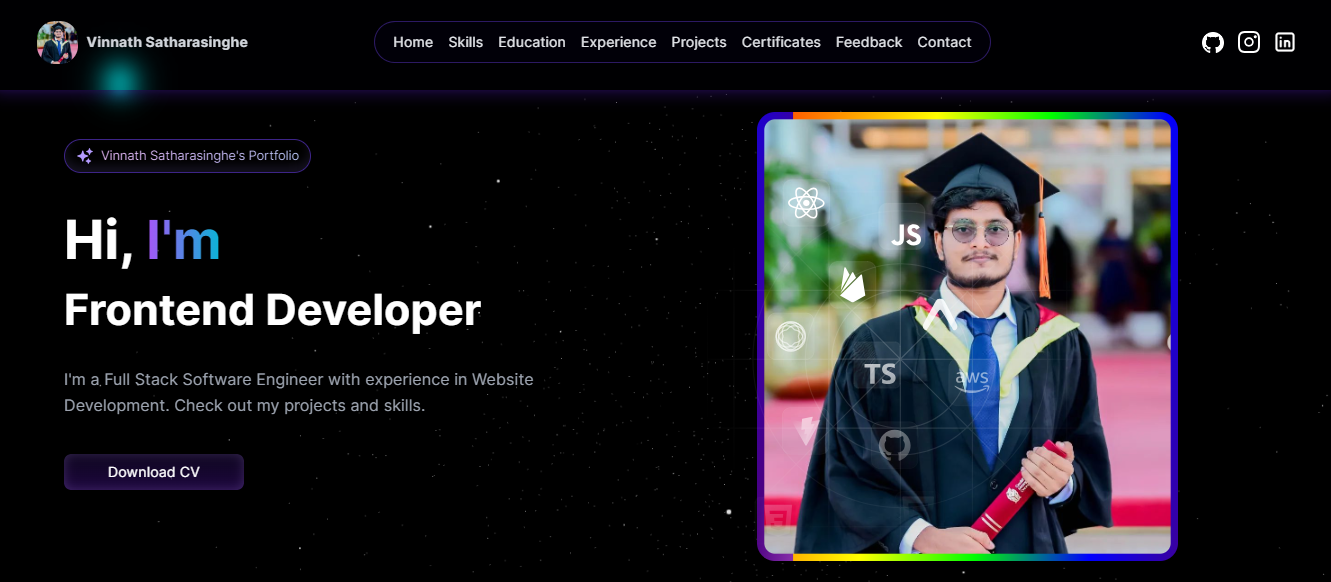 Vinnath Satharasinghe
Home Skills Education Experience Projects Certificates Feedback Contact
Vinnath Satharasinghe's Portfolio
Hi, I'm
Frontend Developer
I'm a Full Stack Software Engineer with experience in Website
Development. Check out my projects and skills.
Download CV
JS
TS
aws